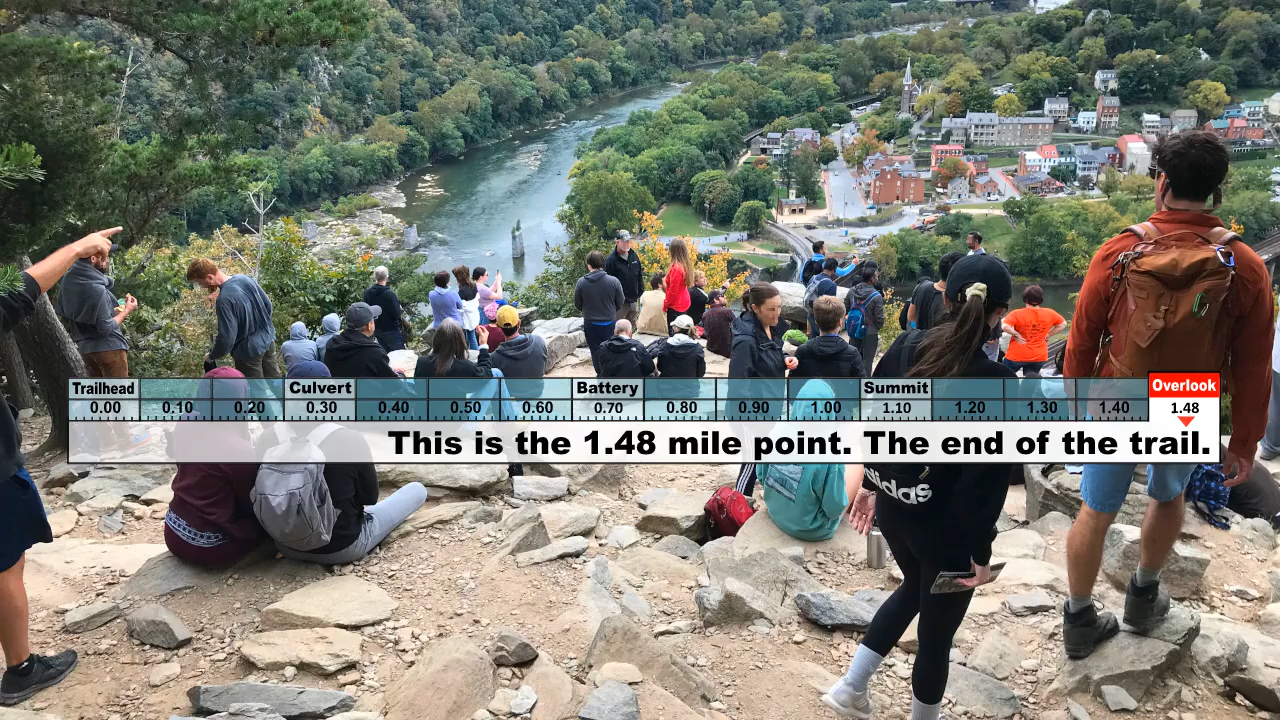 Trailhead Culvert Battery Summit Overlook
0.00 0.10 0.20 0.30 0.40 0.50 0.60 0.70 0.80 0.90 1.00 1.10 1.20 1.30 1.40 1.48
This is the 1.48 mile point. The end of the trail.
adidas